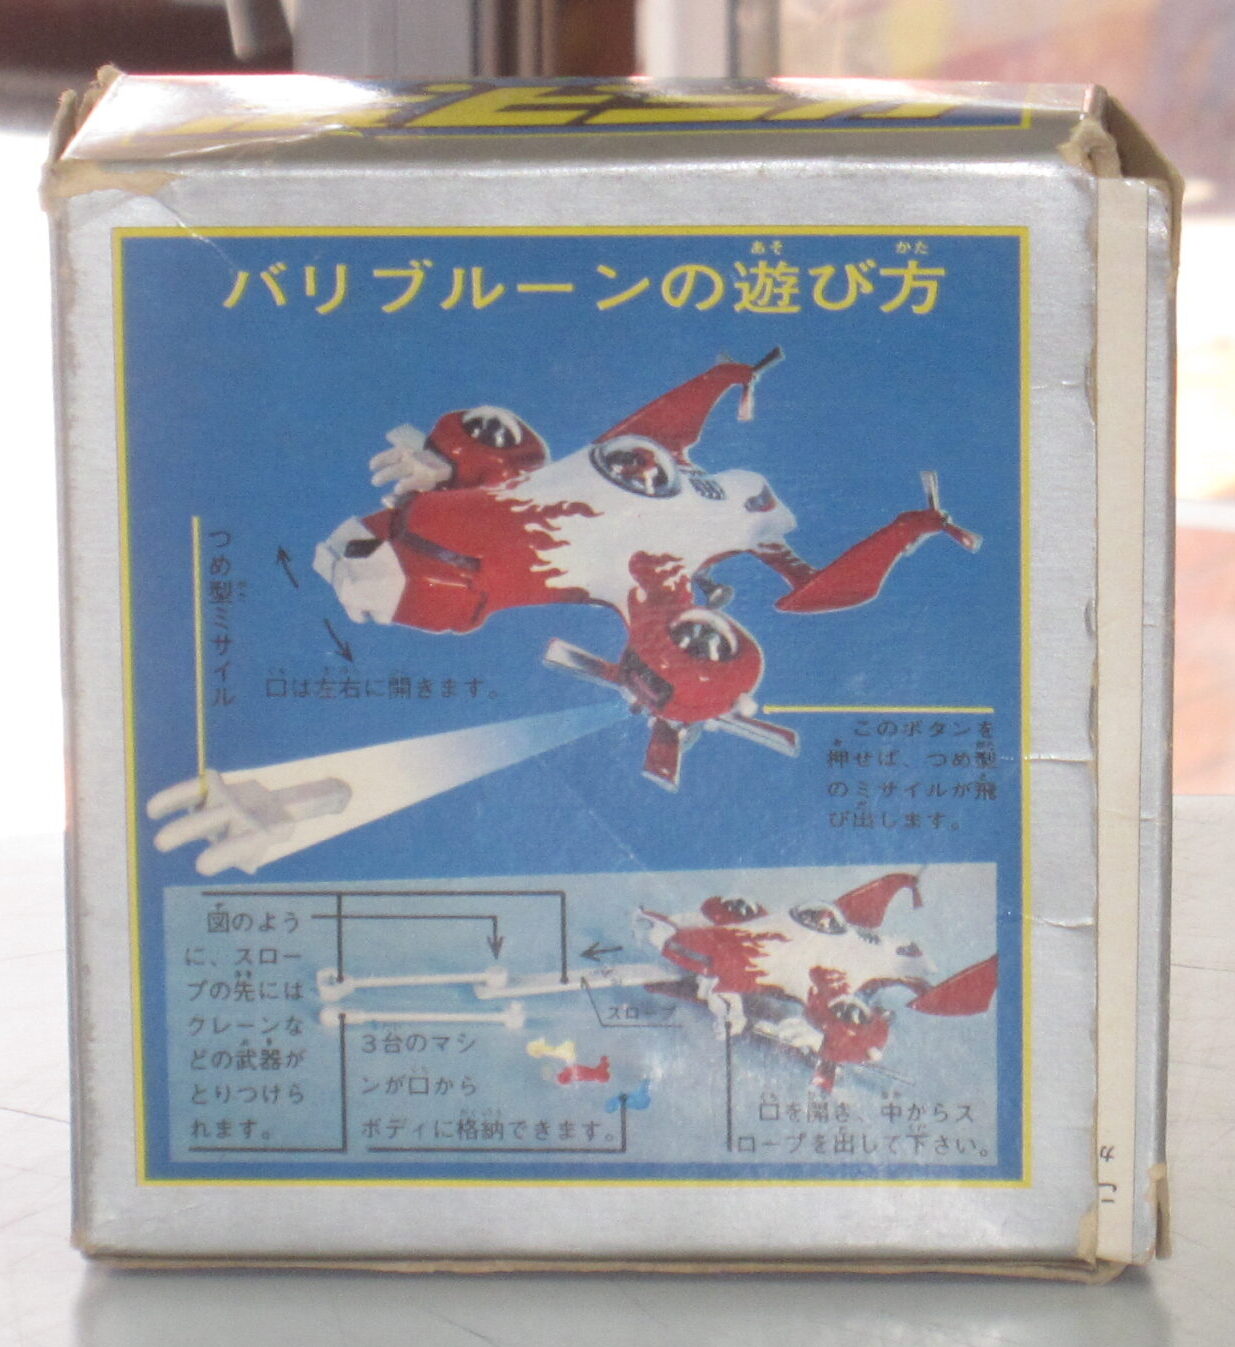 バリブルーンの遊び方
つめ型ミサイル
口は左右に開きます。
このボタンを
押せば、つめ型
のミサイルが飛
び出します。
図のよう
に、スロー
プの先には
クレーンな
どの武器が
とりつけら
れます。
スロープ
3台のマシ
ンが口から
ボディに格納できます。
口を開き、中からス
ロープを出して下さい。